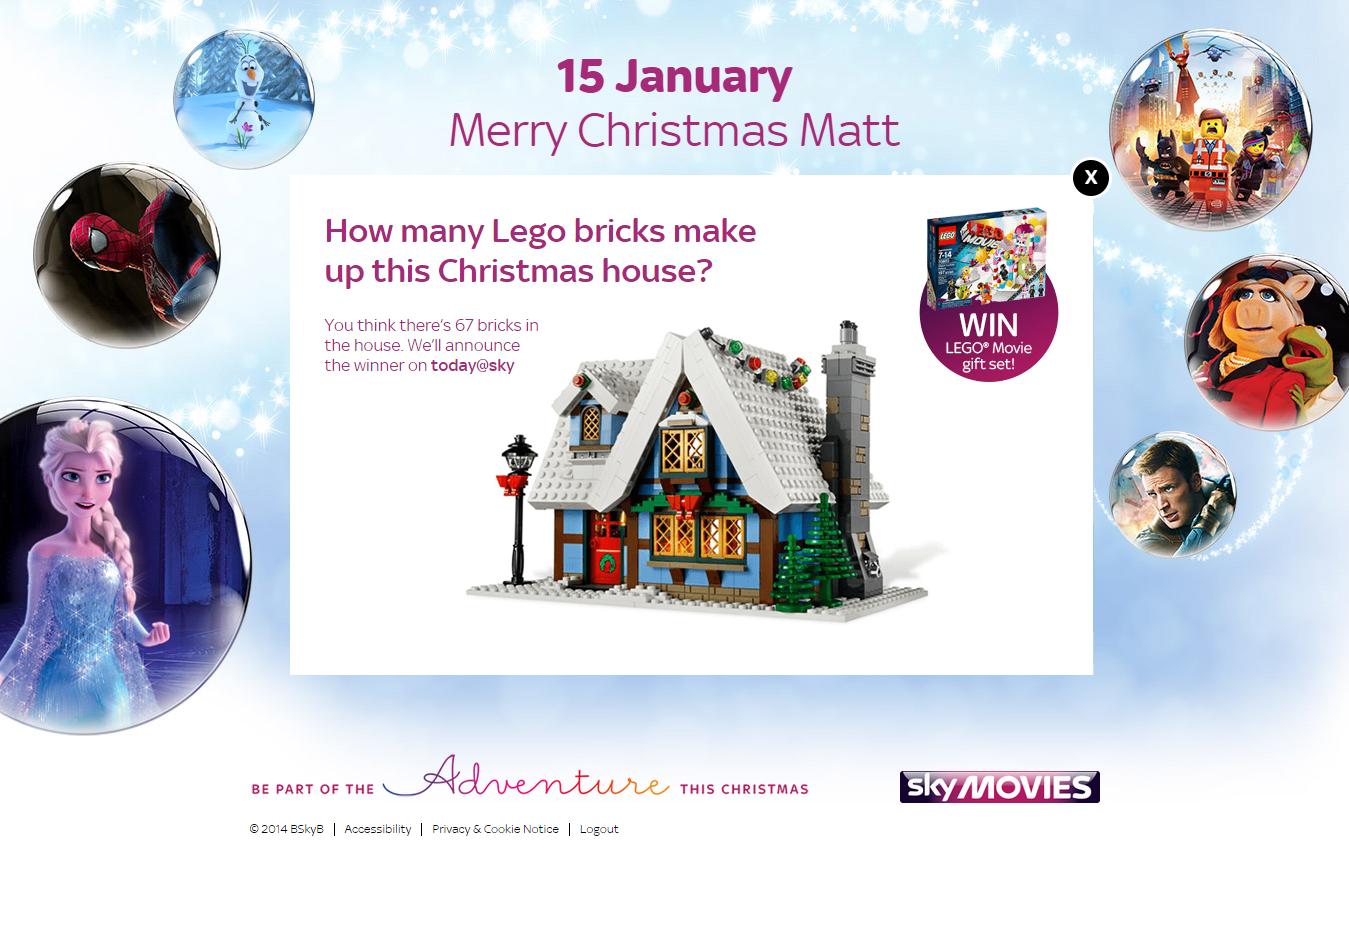 15 January
Merry Christmas Matt
X
How many Lego bricks make
up this Christmas house?
You think there's 67 bricks in
the house. We'll announce
the winner on today@sky
LEGO
THE LEGO MOVIE
7-14
WIN
LEGO® Movie
gift set!
BE PART OF THE Adventure THIS CHRISTMAS
sky MOVIES
© 2014 BSkyB | Accessibility | Privacy & Cookie Notice | Logout